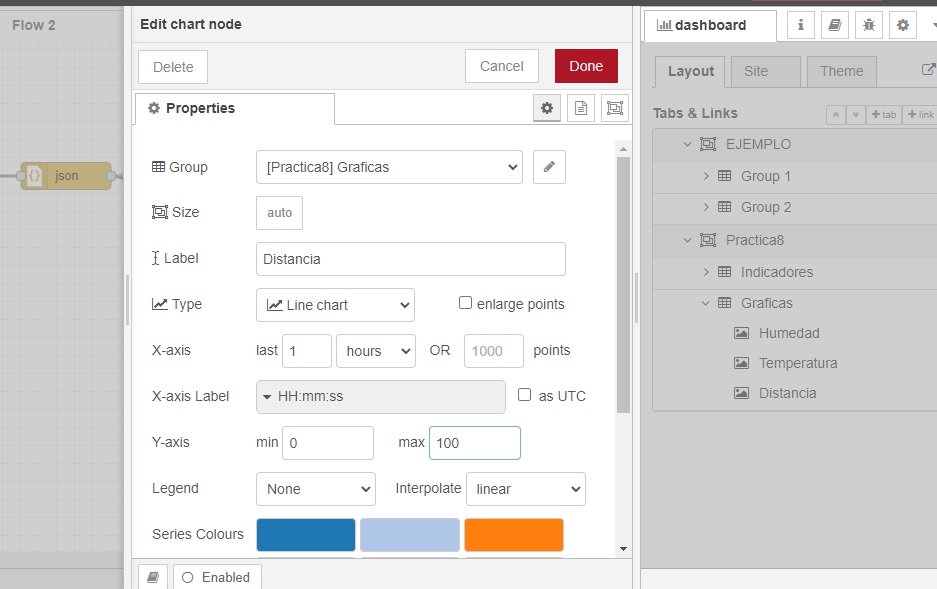 Flow 2
json
Edit chart node
Delete
Cancel
Done
Properties
Group
[Practica8] Graficas
Size
auto
Label
Distancia
Type
Line chart
enlarge points
X-axis
last
1
hours
OR
1000
points
X-axis Label
HH:mm:ss
as UTC
Y-axis
min
0
max
100
Legend
None
Interpolate
linear
Series Colours
Enabled
dashboard
Layout
Site
Theme
Tabs & Links
+ tab
+ link
EJEMPLO
Group 1
Group 2
Practica8
Indicadores
Graficas
Humedad
Temperatura
Distancia